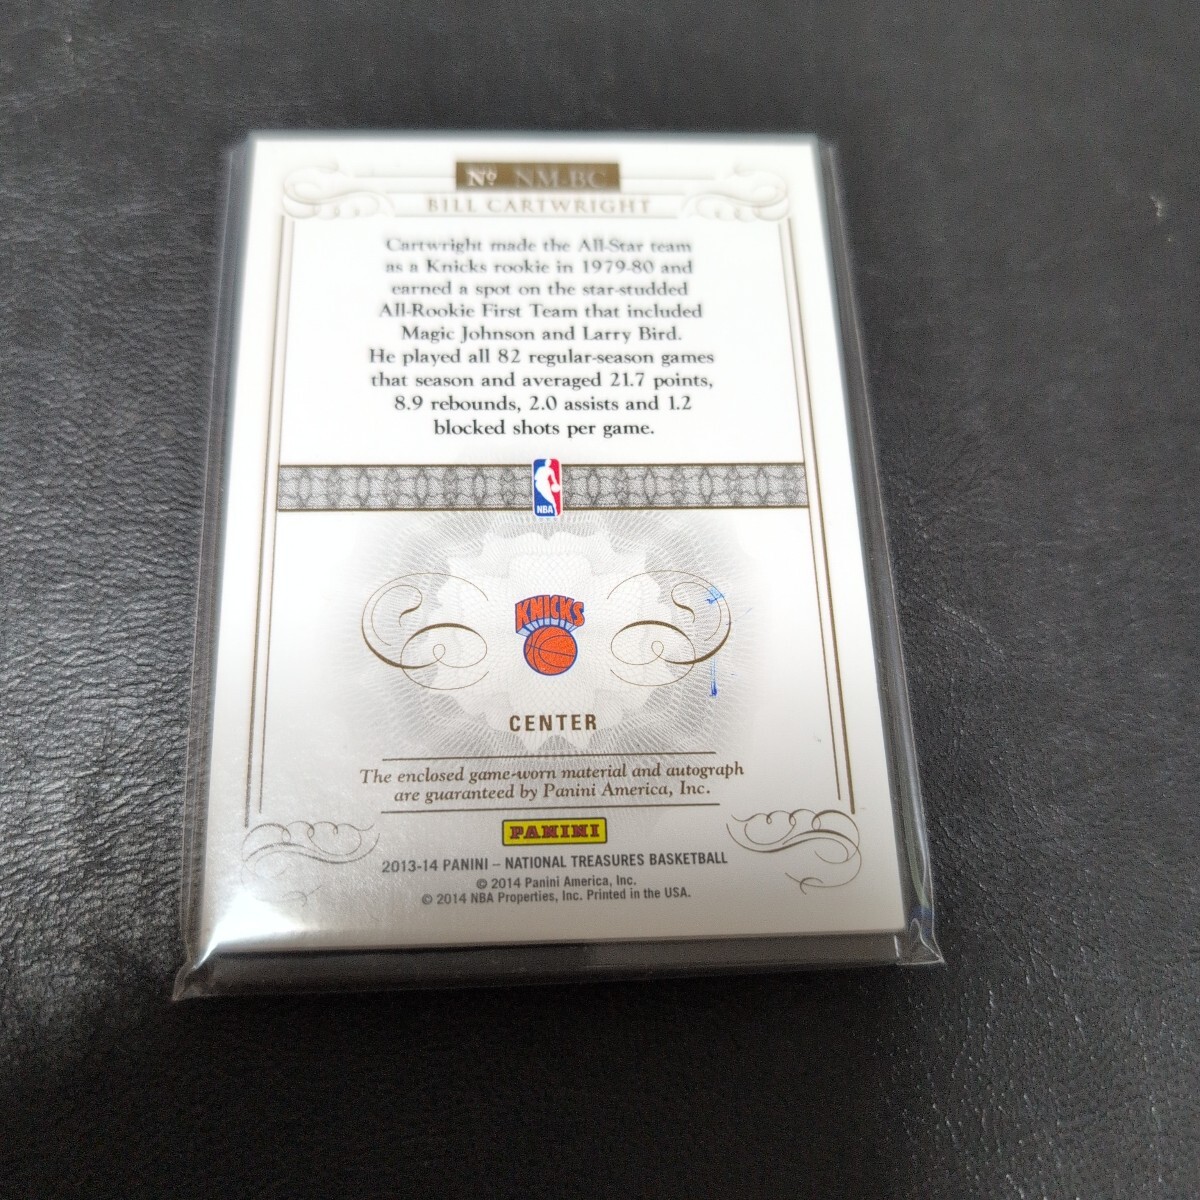 Nº NM-BC
BILL CARTWRIGHT
Cartwright made the All-Star team
as a Knicks rookie in 1979-80 and
earned a spot on the star-studded
All-Rookie First Team that included
Magic Johnson and Larry Bird.
He played all 82 regular-season games
that season and averaged 21.7 points,
8.9 rebounds, 2.0 assists and 1.2
blocked shots per game.
NBA
KNICKS
CENTER
The enclosed game-worn material and autograph
are guaranteed by Panini America, Inc.
PANINI
2013-14 PANINI – NATIONAL TREASURES BASKETBALL
© 2014 Panini America, Inc.
© 2014 NBA Properties, Inc. Printed in the USA.